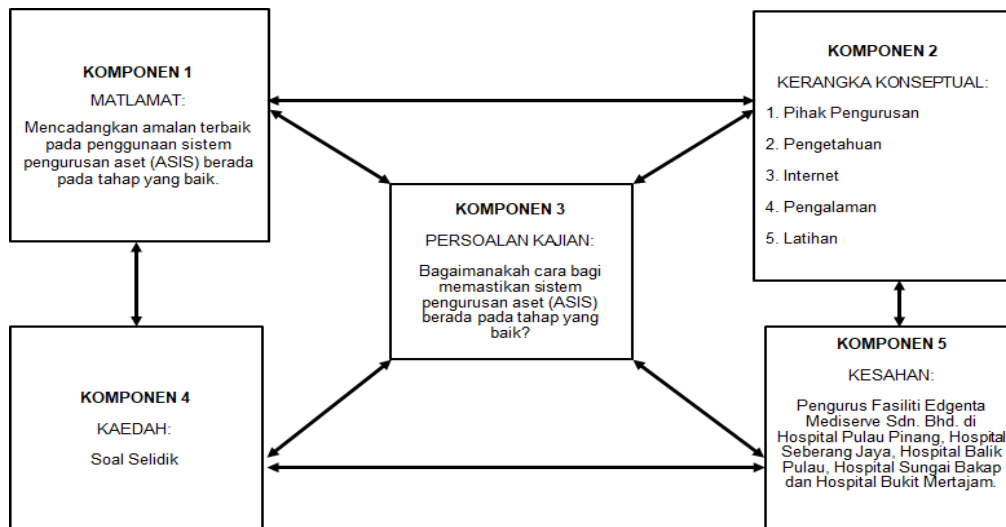 KOMPONEN 1
MATLAMAT:
Mencadangkan amalan terbaik
pada penggunaan sistem
pengurusan aset (ASIS) berada
pada tahap yang baik.
KOMPONEN 2
KERANGKA KONSEPTUAL:
1. Pihak Pengurusan
2. Pengetahuan
3. Internet
4. Pengalaman
5. Latihan
KOMPONEN 3
PERSOALAN KAJIAN:
Bagaimanakah cara bagi
memastikan sistem
pengurusan aset (ASIS)
berada pada tahap yang
baik?
KOMPONEN 4
KAEDAH:
Soal Selidik
KOMPONEN 5
KESAHAN:
Pengurus Fasiliti Edgenta
Mediserve Sdn. Bhd. di
Hospital Pulau Pinang, Hospital
Seberang Jaya, Hospital Balik
Pulau, Hospital Sungai Bakap
dan Hospital Bukit Mertajam.